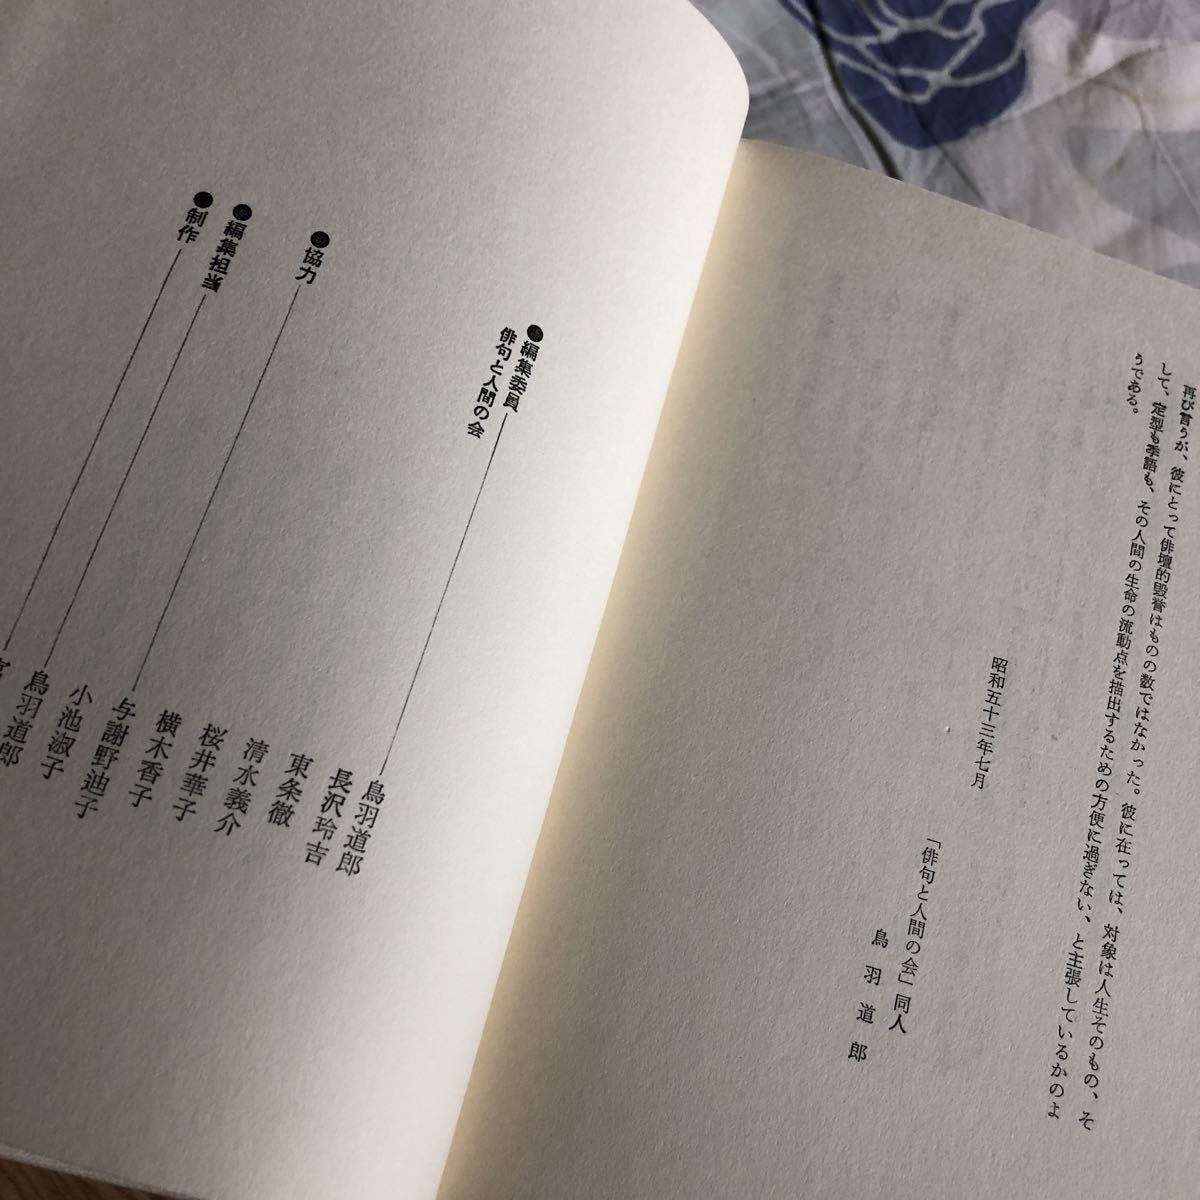 再び言うが、彼にとって俳壇的毀誉はものの数ではなかった。彼に在っては、対象は人生そのもの、そ
して、定型も季語も、その人間の生命の流動点を描出するための方便に過ぎない、と主張しているかのよ
うである。
昭和五十三年七月
「俳句と人間の会」同人
鳥羽道郎
●編集委員
俳句と人間の会
鳥羽道郎
長沢玲吉
東条徹
清水義介
桜井華子
横木香子
●協力
与謝野迪子
小池淑子
●編集担当
鳥羽道郎
●制作